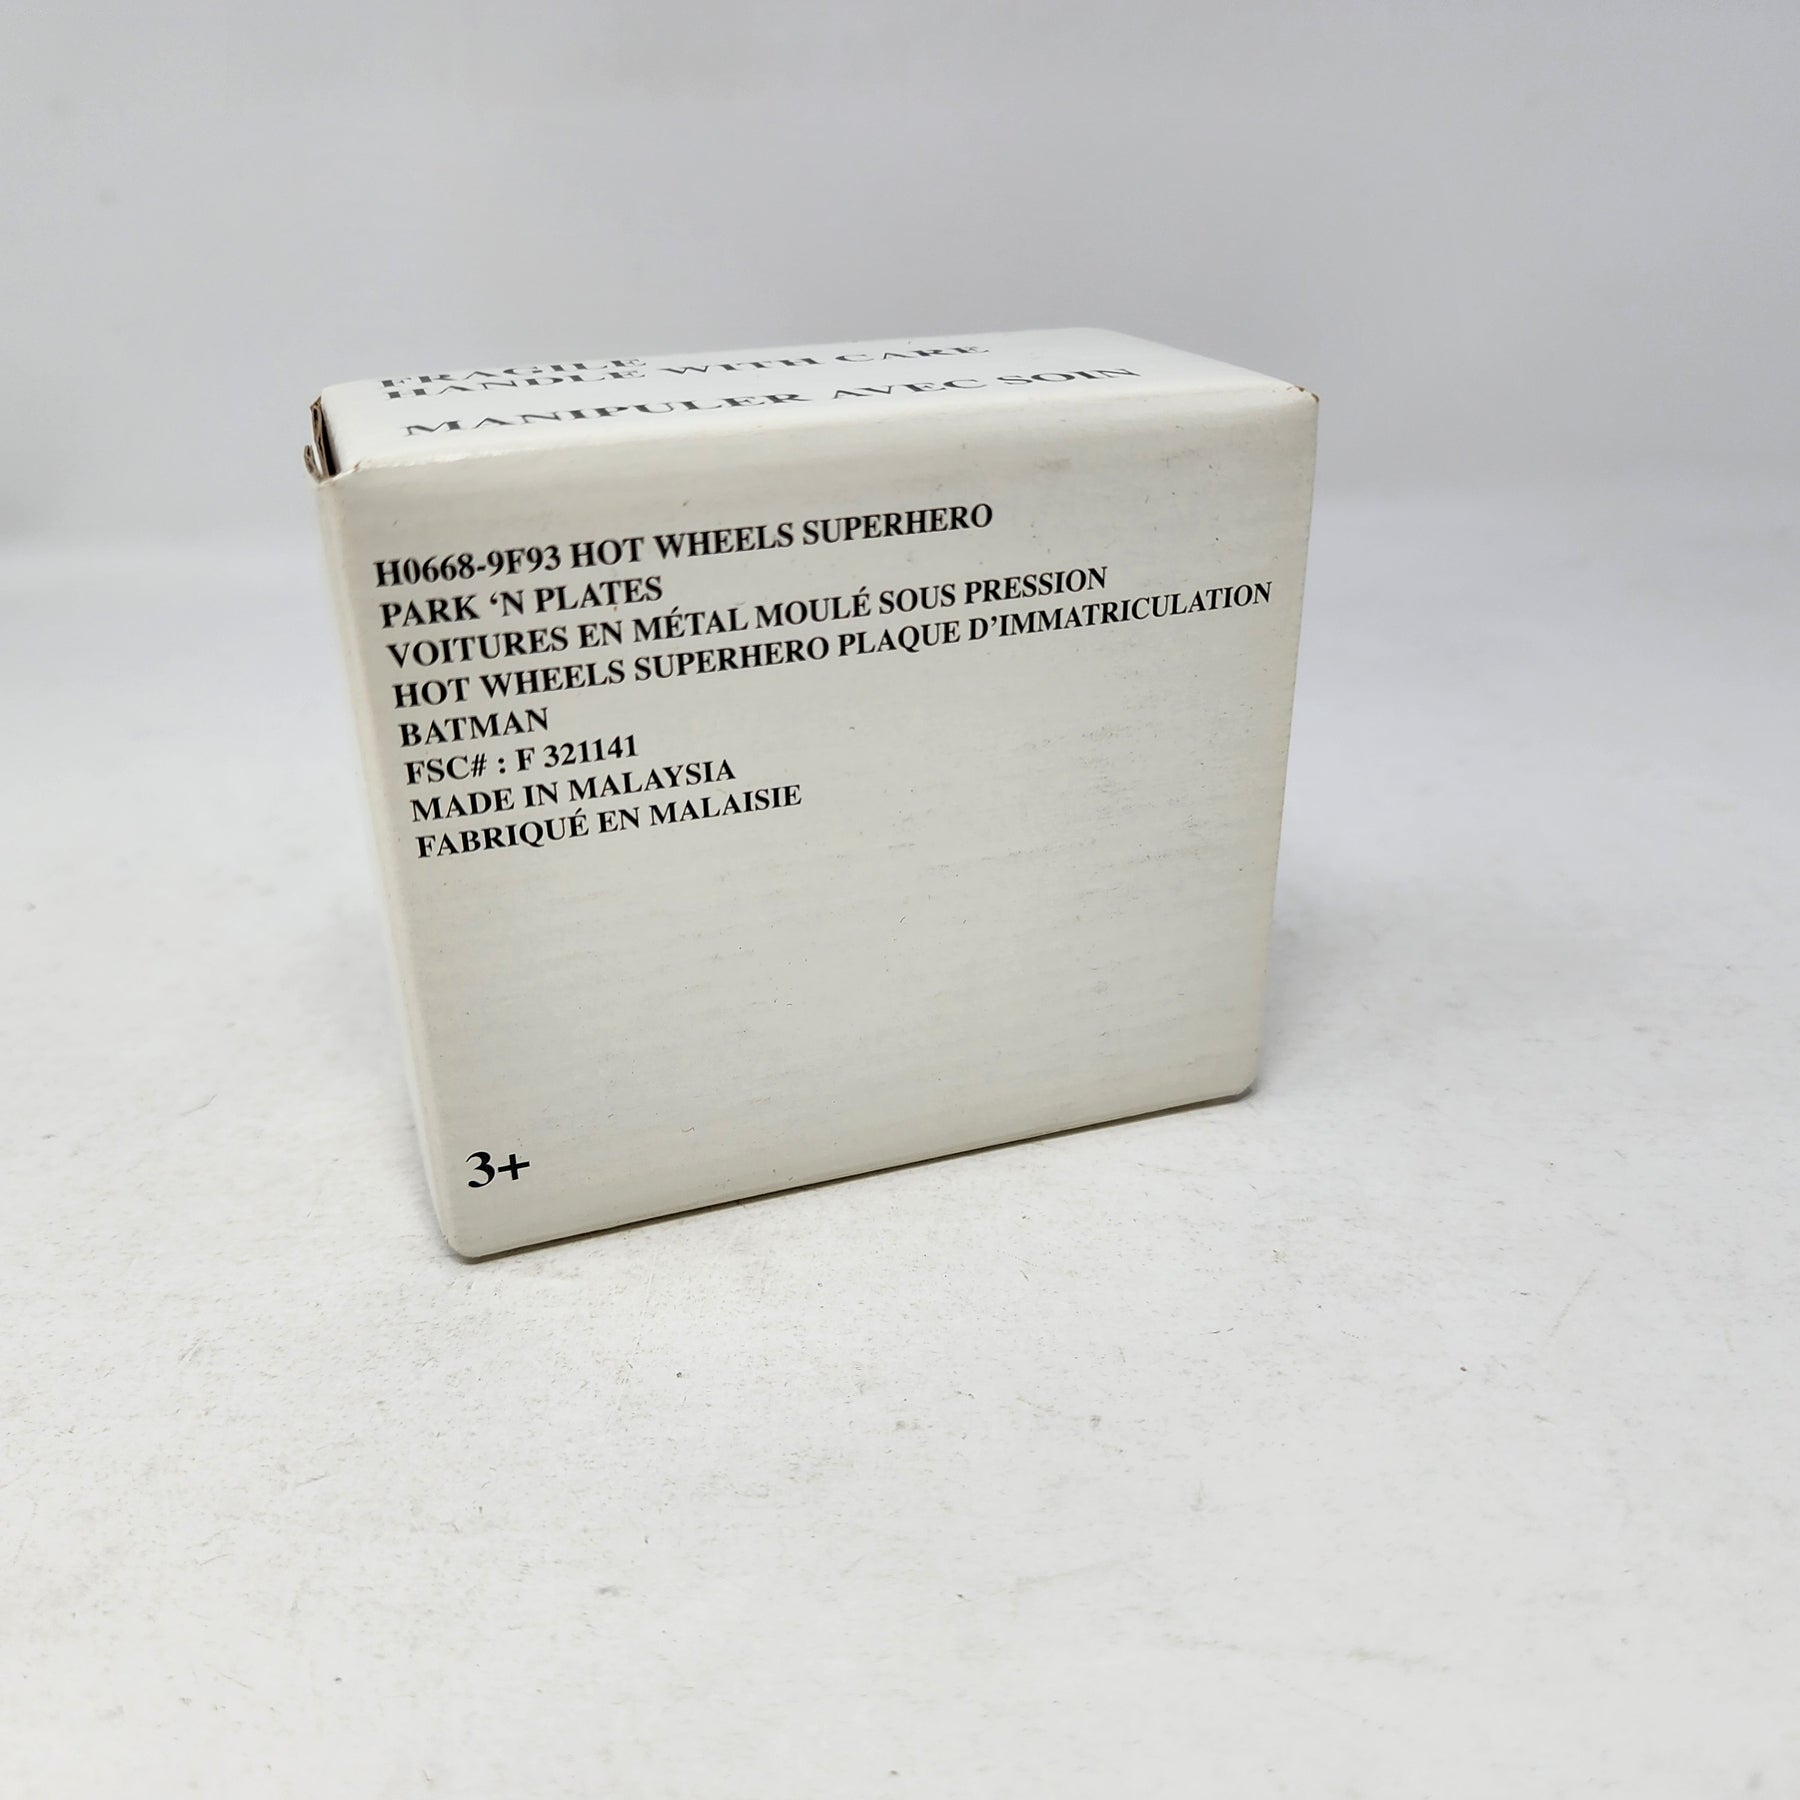 FRAGILE
HANDLE WITH CARE
MANIPULER AVEC SOIN
H0668-9F93 HOT WHEELS SUPERHERO
PARK ‘N PLATES
VOITURES EN MÉTAL MOULÉ SOUS PRESSION
HOT WHEELS SUPERHERO PLAQUE D’IMMATRICULATION
BATMAN
FSC# : F 321141
MADE IN MALAYSIA
FABRIQUÉ EN MALAISIE
3+